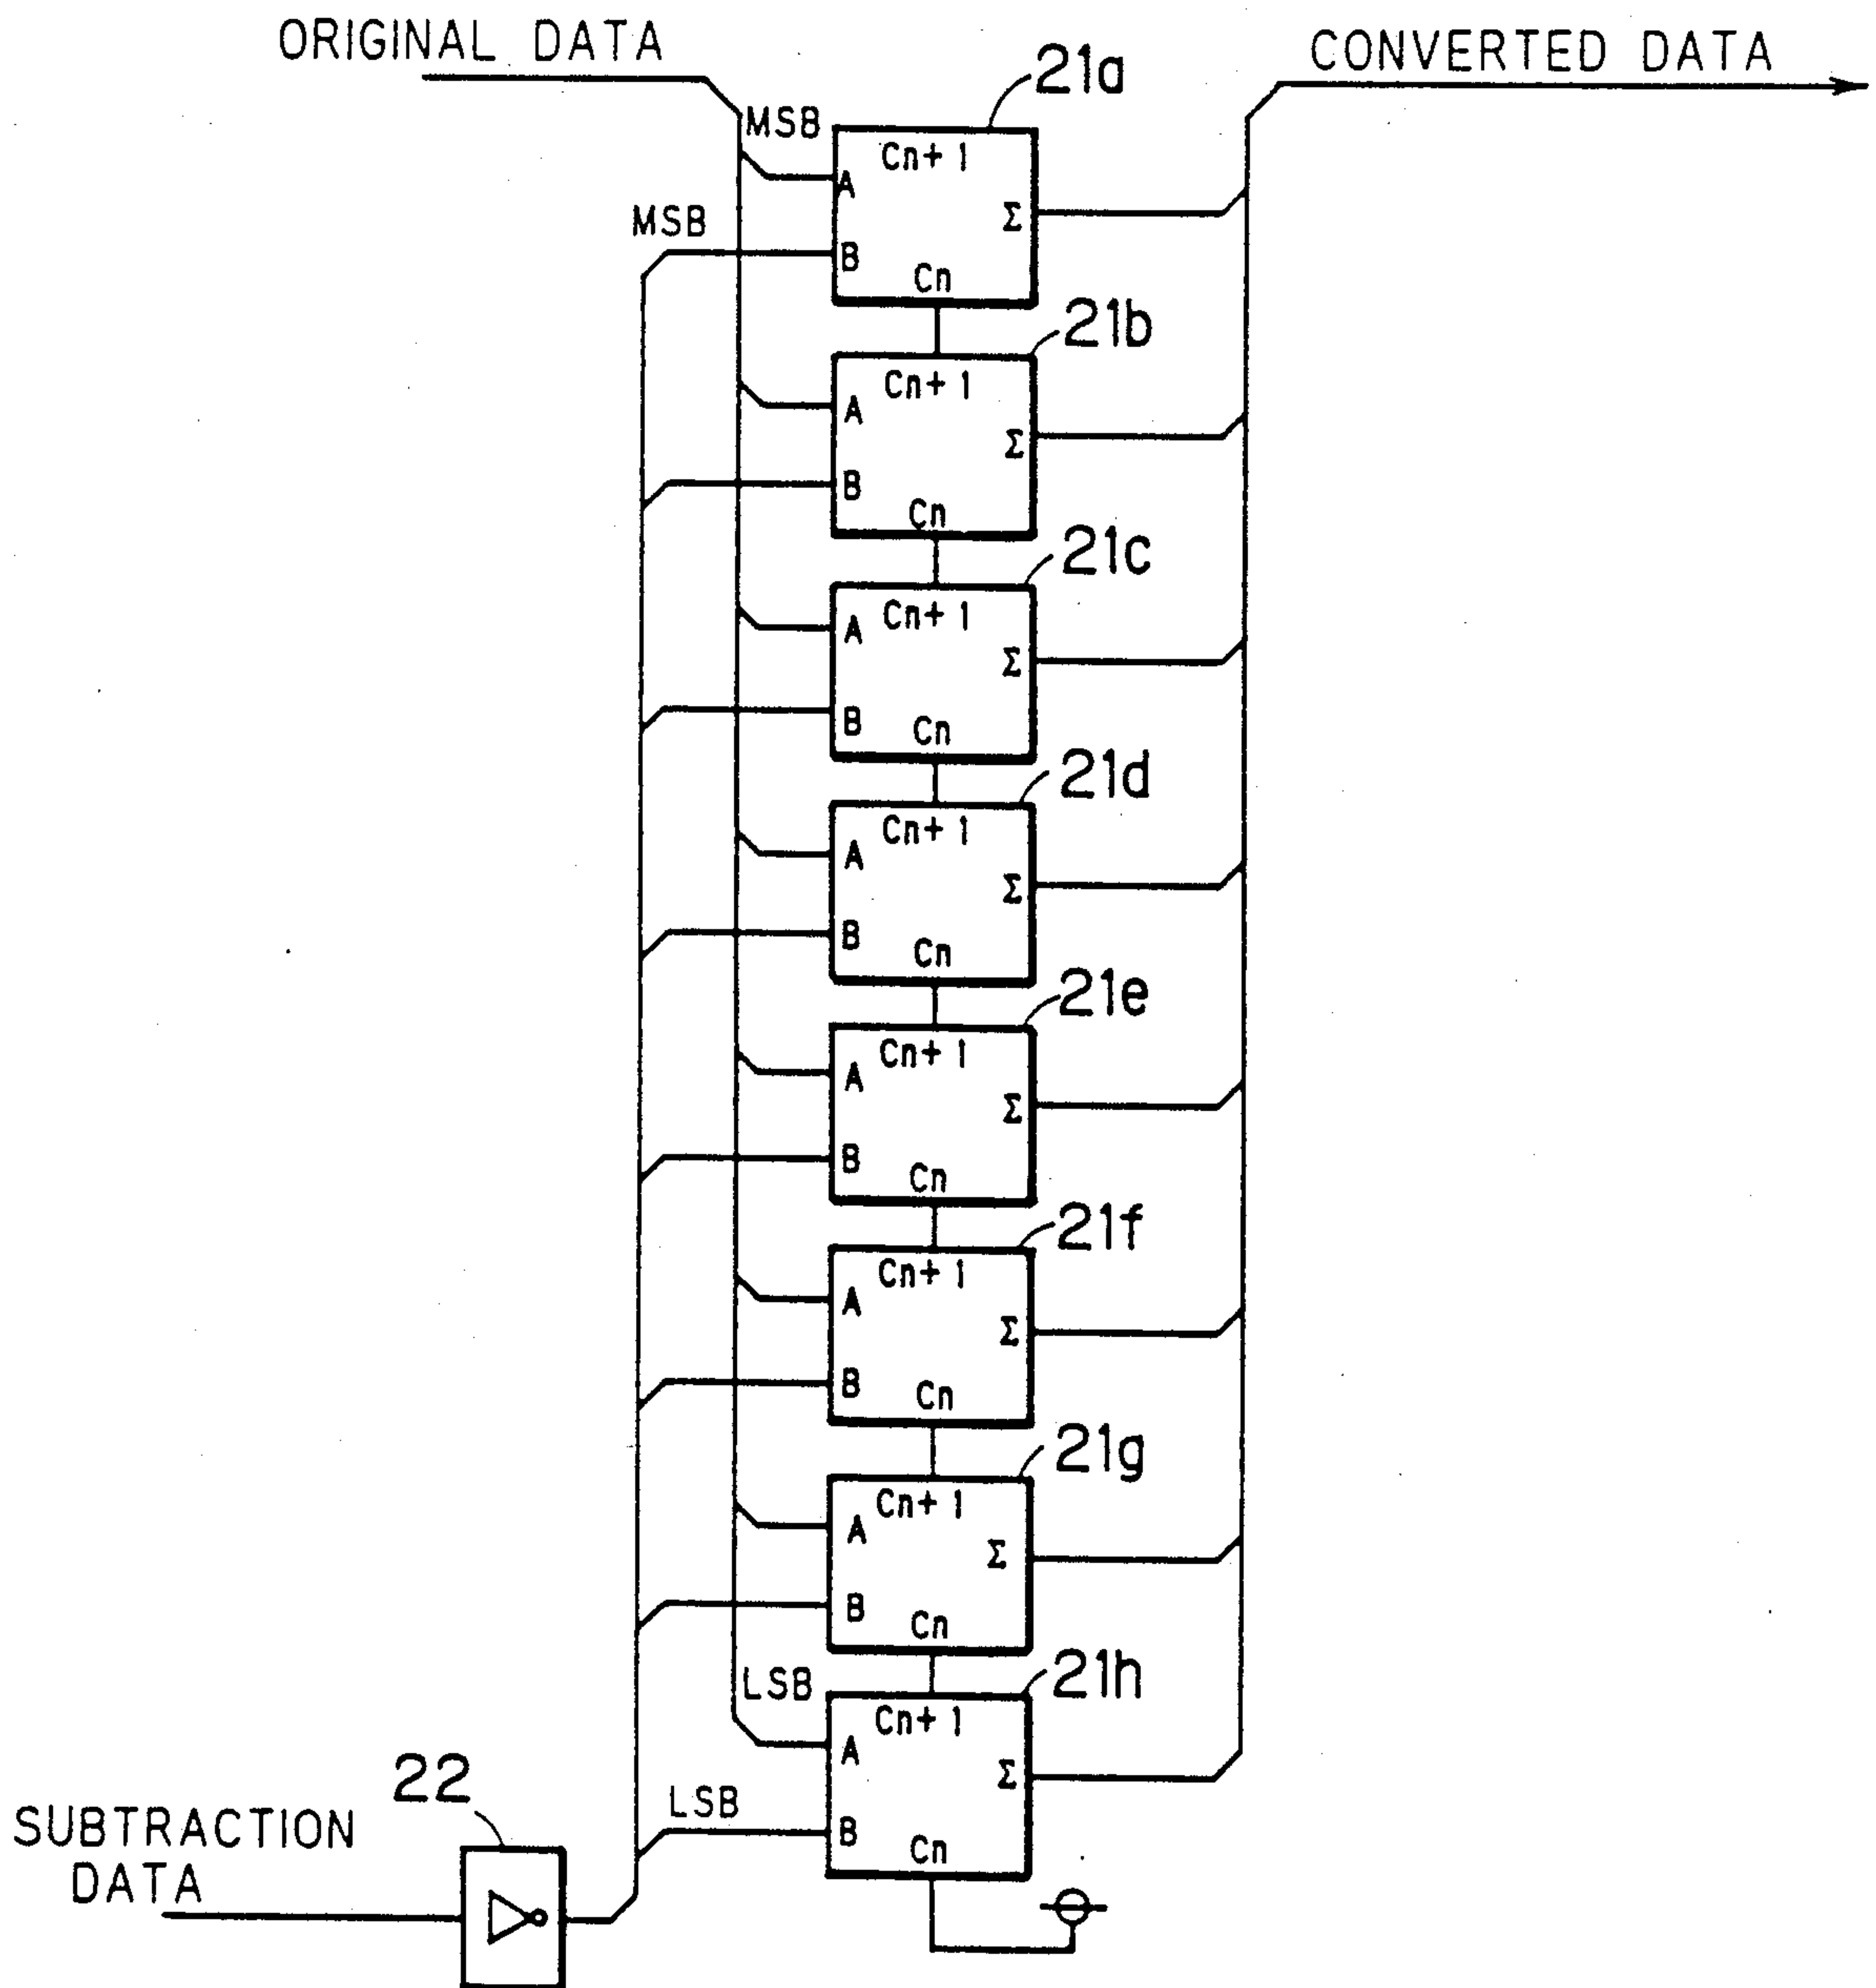 ORIGINAL DATA
CONVERTED DATA
21a
MSB
Cn+1
A
MSB
Σ
B
Cn
21b
Cn+1
A
Σ
B
Cn
21c
Cn+1
A
Σ
B
Cn
21d
Cn+1
A
Σ
B
Cn
21e
Cn+1
A
Σ
B
Cn
21f
Cn+1
A
Σ
B
Cn
21g
Cn+1
A
Σ
B
Cn
21h
LSB
Cn+1
A
Σ
22
LSB
B
Cn
SUBTRACTION
DATA